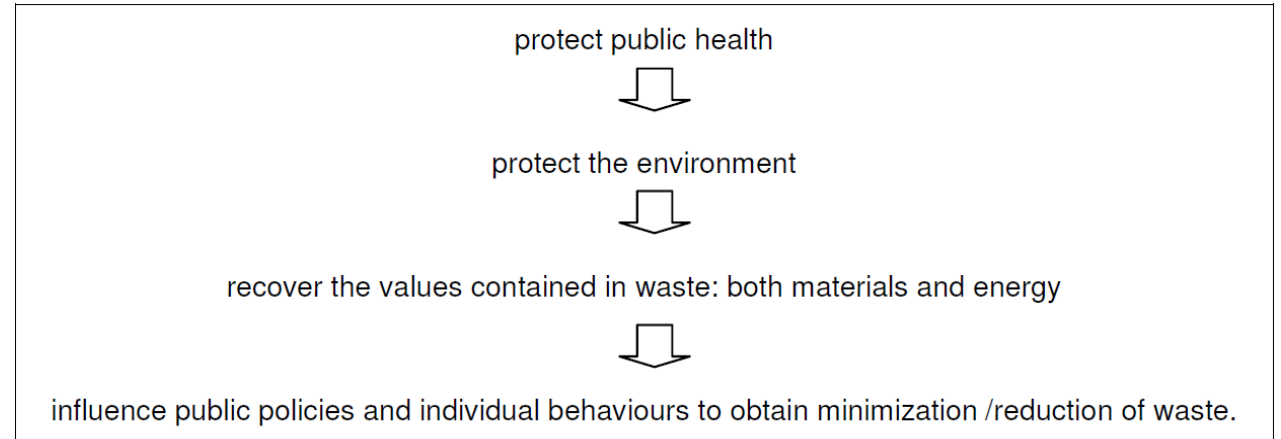 protect public health
protect the environment
recover the values contained in waste: both materials and energy
influence public policies and individual behaviours to obtain minimization /reduction of waste.